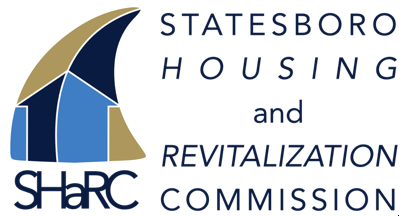 SHaRC
STATESBORO
HOUSING
and
REVITALIZATION
COMMISSION